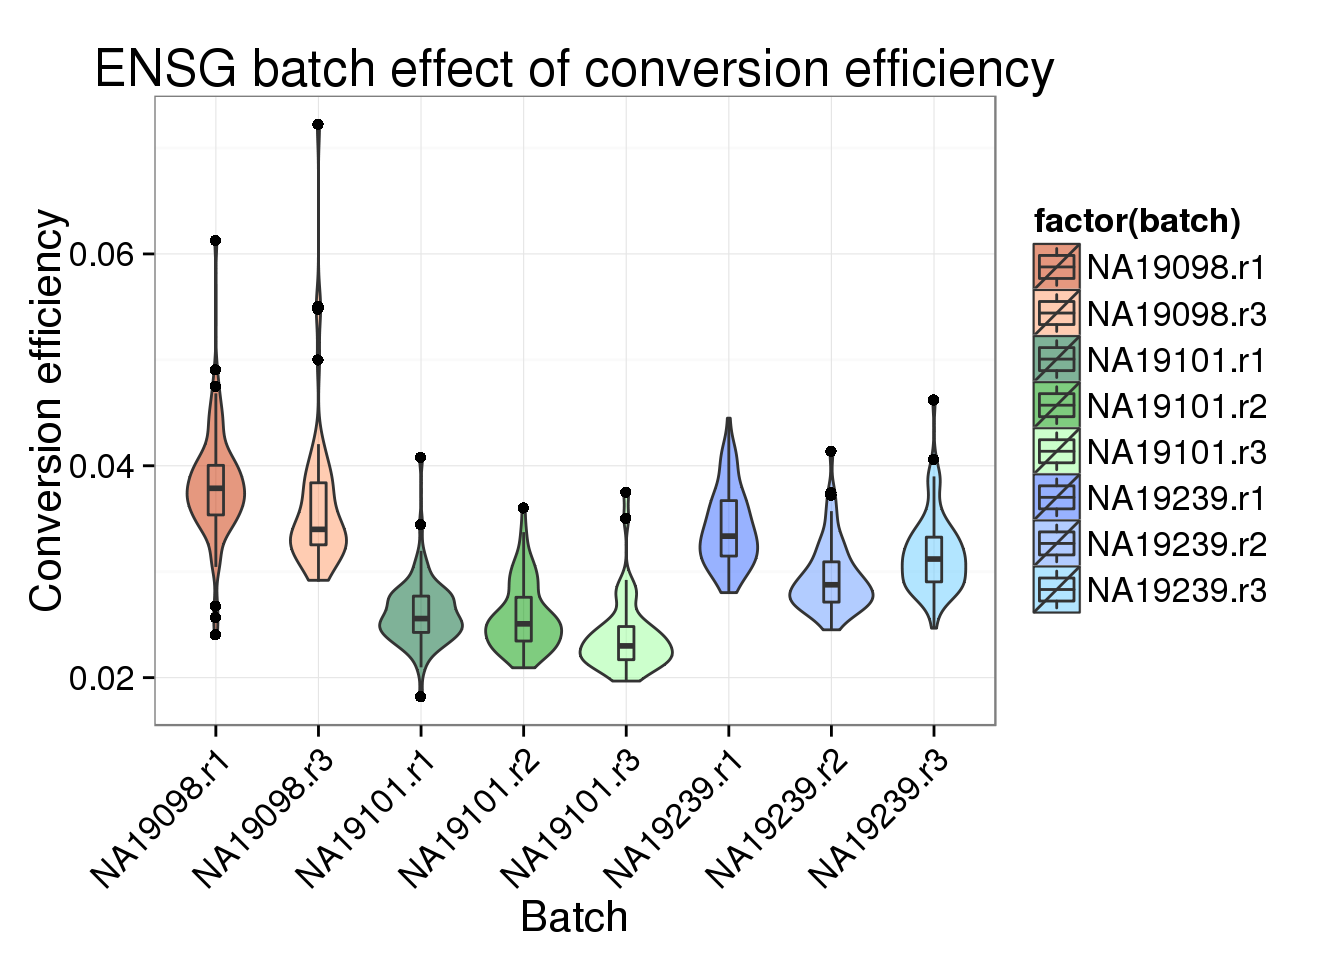 ENSG batch effect of conversion efficiency
Conversion efficiency
0.06
0.04
0.02
NA19098.r1
NA19098.r3
NA19101.r1
NA19101.r2
NA19101.r3
NA19239.r1
NA19239.r2
NA19239.r3
Batch
factor(batch)
NA19098.r1
NA19098.r3
NA19101.r1
NA19101.r2
NA19101.r3
NA19239.r1
NA19239.r2
NA19239.r3